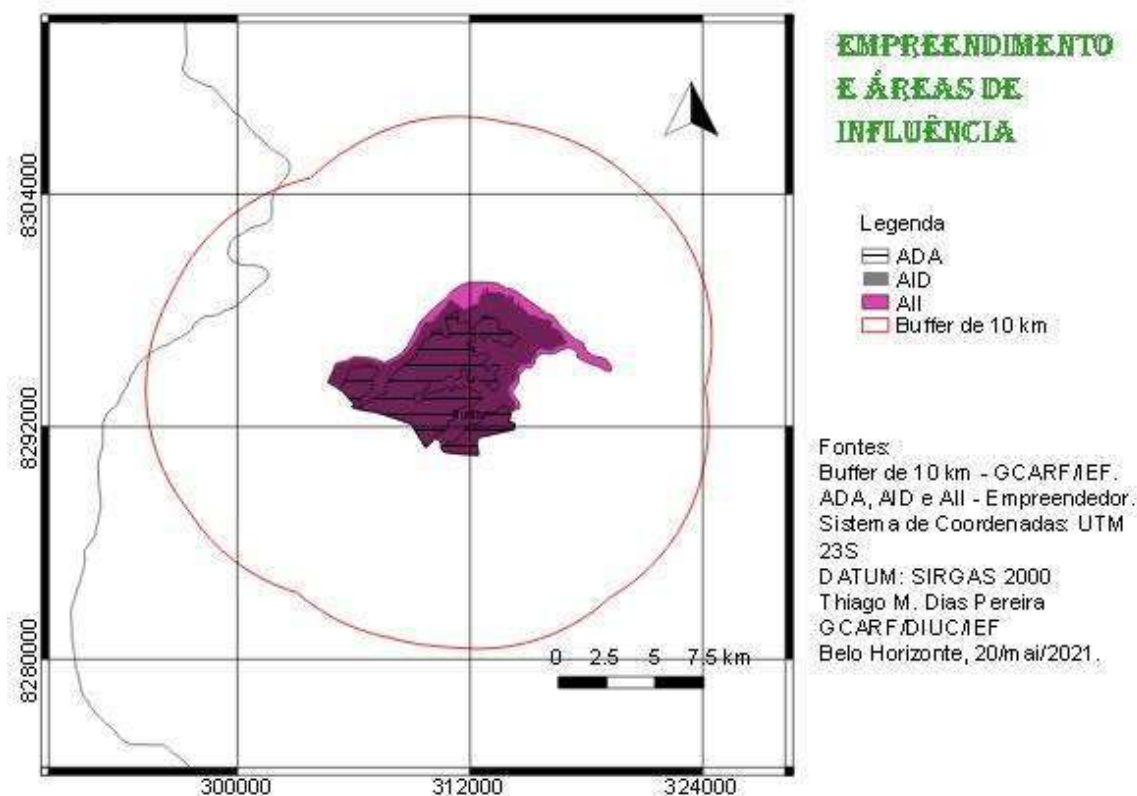 EMPREENDIMENTO
E ÁREAS DE
INFLUÊNCIA
Legenda
ADA
AID
AII
Buffer de 10 km
Fontes:
Buffer de 10 km - GCARF/IEF.
ADA, AID e AII - Empreendedor.
Sistema de Coordenadas: UTM
23S
DATUM: SIRGAS 2000
Thiago M. Dias Pereira
GCARF/DIUC/IEF
Belo Horizonte, 20/mai/2021.
8304000
8292000
8280000
0 2.5 5 7.5 km
300000 312000 324000